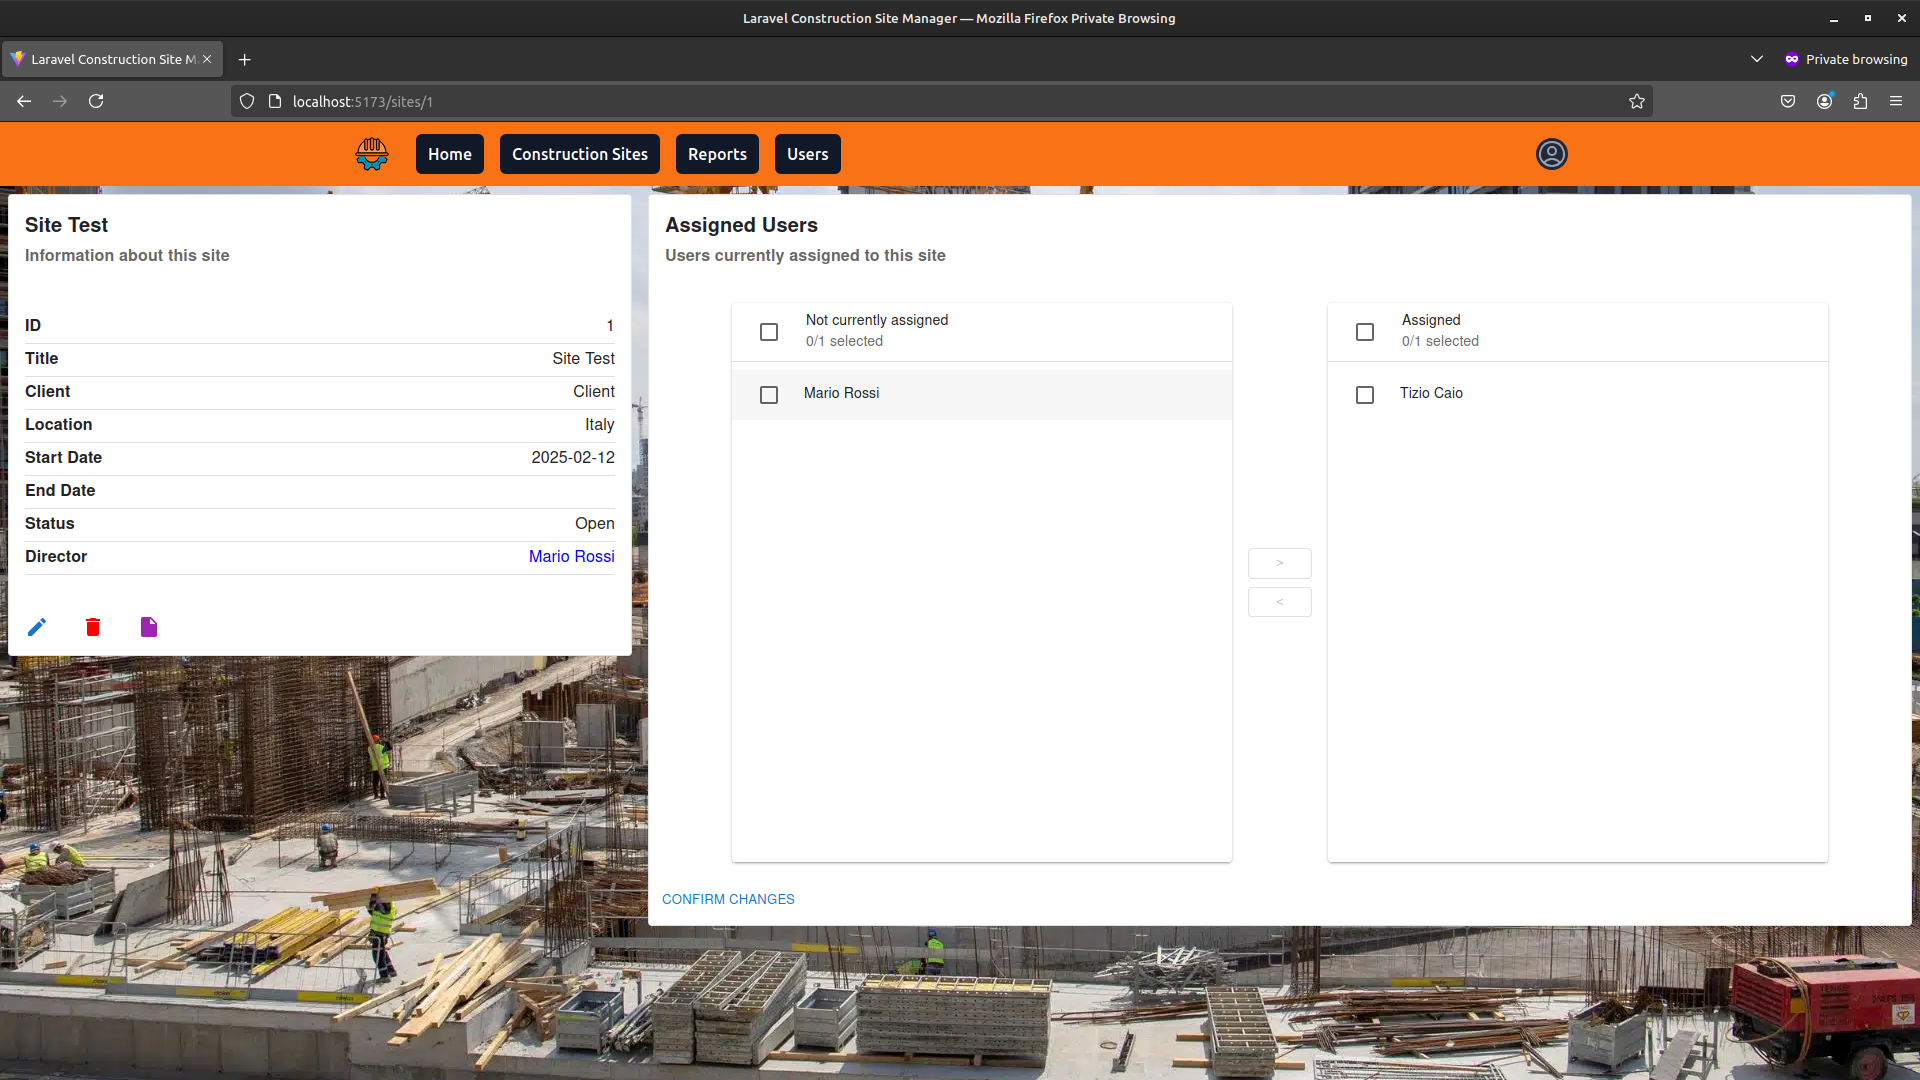 Laravel Construction Site Manager — Mozilla Firefox Private Browsing
Laravel Construction Site M
Private browsing
localhost:5173/sites/1
Home
Construction Sites
Reports
Users
Site Test
Information about this site
ID 1
Title Site Test
Client Client
Location Italy
Start Date 2025-02-12
End Date
Status Open
Director Mario Rossi
Assigned Users
Users currently assigned to this site
Not currently assigned
0/1 selected
Mario Rossi
>
<
Assigned
0/1 selected
Tizio Caio
CONFIRM CHANGES